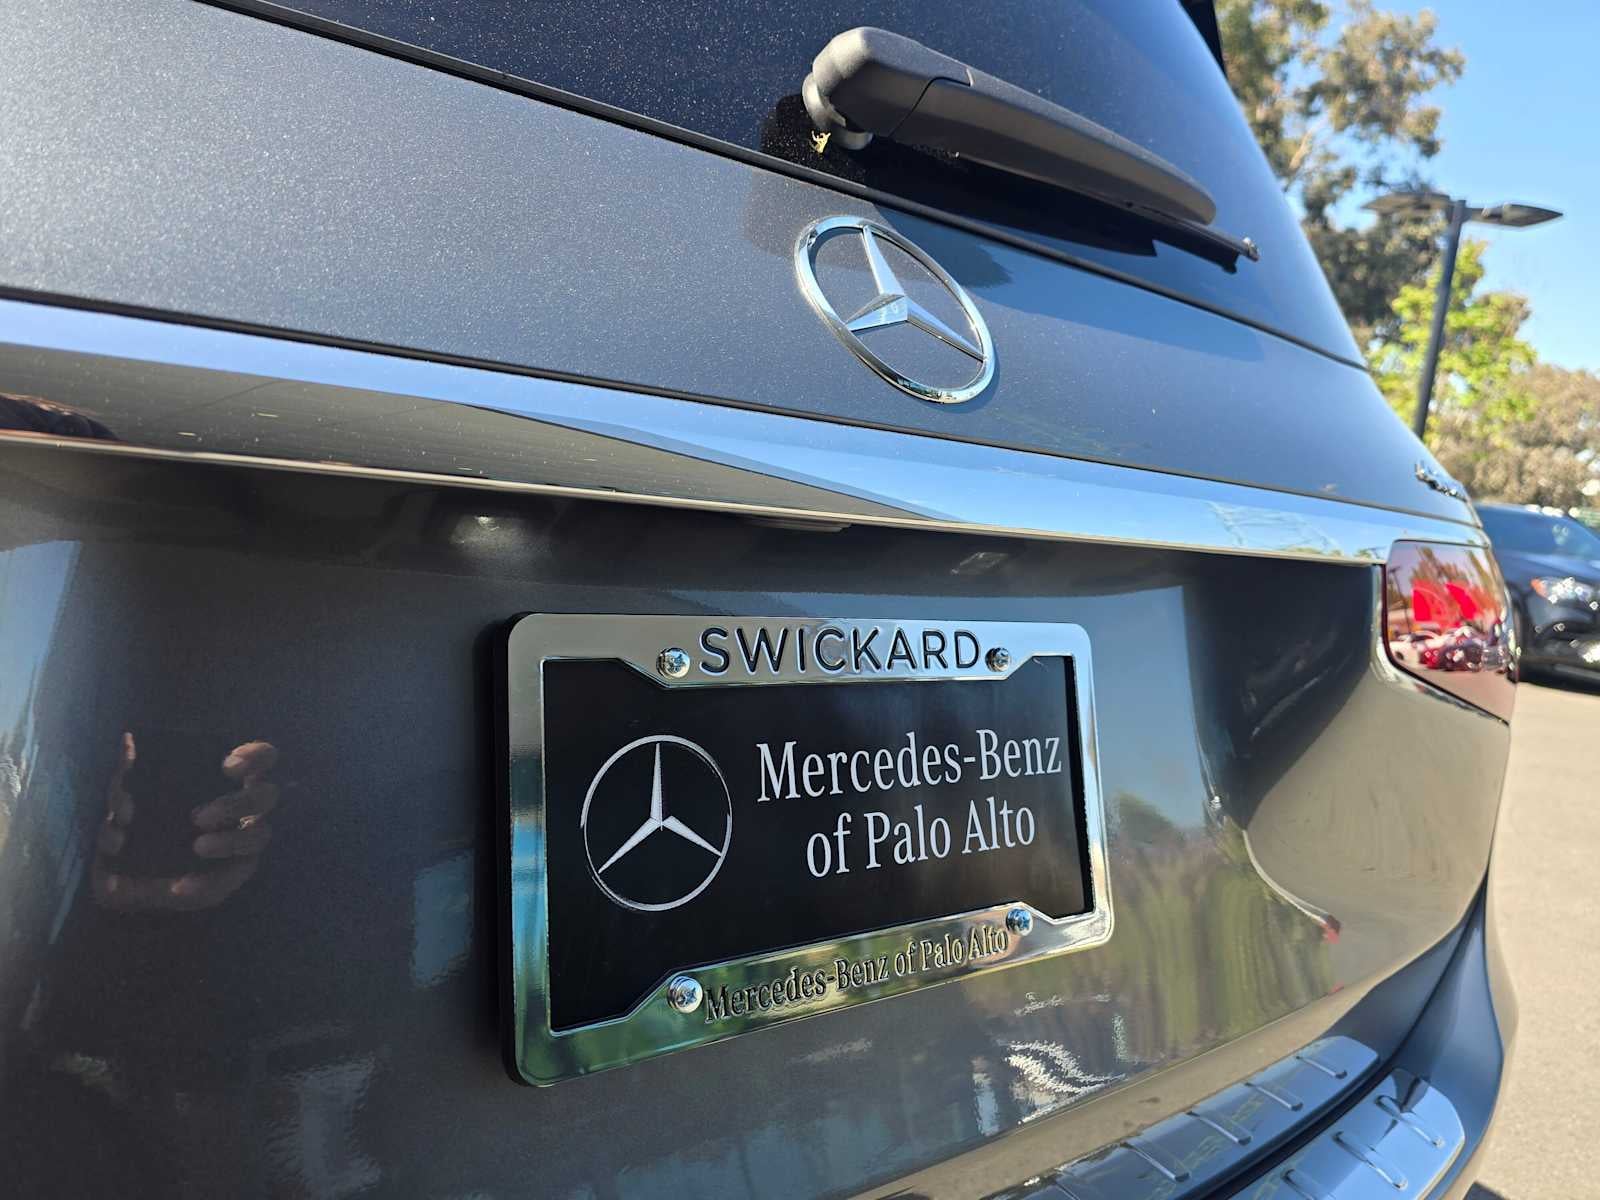 SWICKARD
Mercedes-Benz
of Palo Alto
Mercedes-Benz of Palo Alto